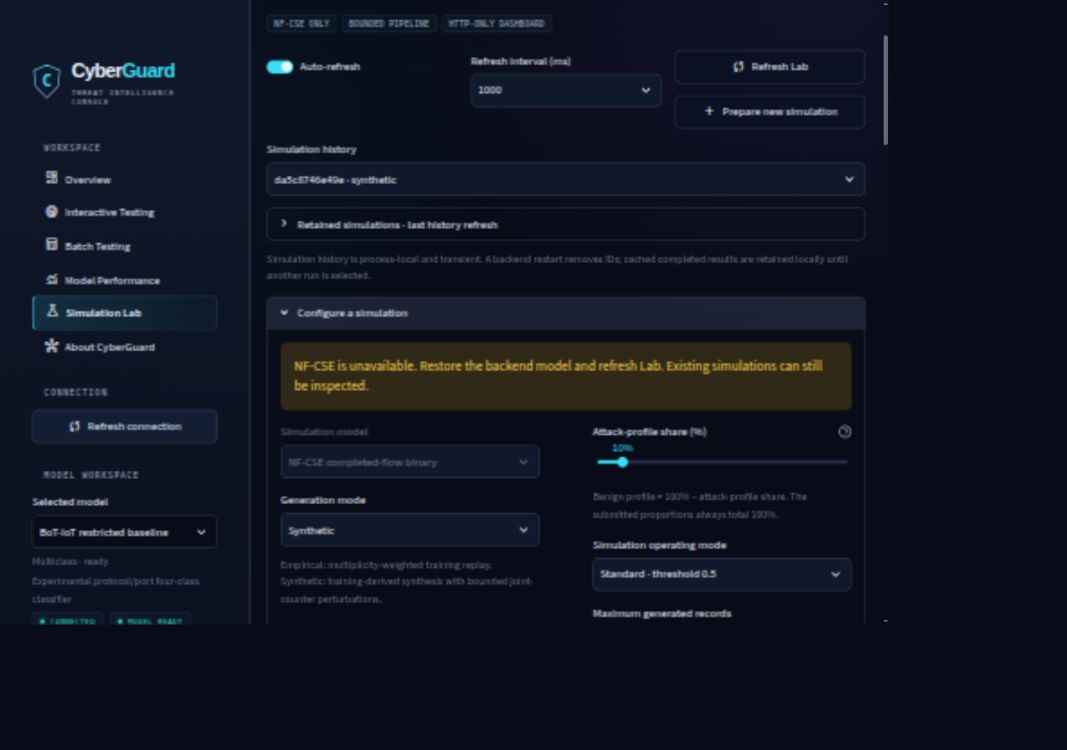 NF-CSE ONLY
BOUNDED PIPELINE
HTTP-ONLY DASHBOARD
CyberGuard
THREAT INTELLIGENCE
CONSOLE
WORKSPACE
Overview
Interactive Testing
Batch Testing
Model Performance
Simulation Lab
About CyberGuard
CONNECTION
Refresh connection
MODEL WORKSPACE
Selected model
BoT-IoT restricted baseline
Multiclass · ready
Experimental protocol/port four-class
classifier
CONNECTED
MODEL READY
Auto-refresh
Refresh interval (ms)
1000
Refresh Lab
Prepare new simulation
Simulation history
da5c8746e49e · synthetic
Retained simulations · last history refresh
Simulation history is process-local and transient. A backend restart removes IDs; cached completed results are retained locally until
another run is selected.
Configure a simulation
NF-CSE is unavailable. Restore the backend model and refresh Lab. Existing simulations can still
be inspected.
Simulation model
NF-CSE completed-flow binary
Generation mode
Synthetic
Empirical: multiplicity-weighted training replay.
Synthetic: training-derived synthesis with bounded joint-
counter perturbations.
Attack-profile share (%)
10%
Benign profile = 100% − attack-profile share. The
submitted proportions always total 100%.
Simulation operating mode
Standard · threshold 0.5
Maximum generated records